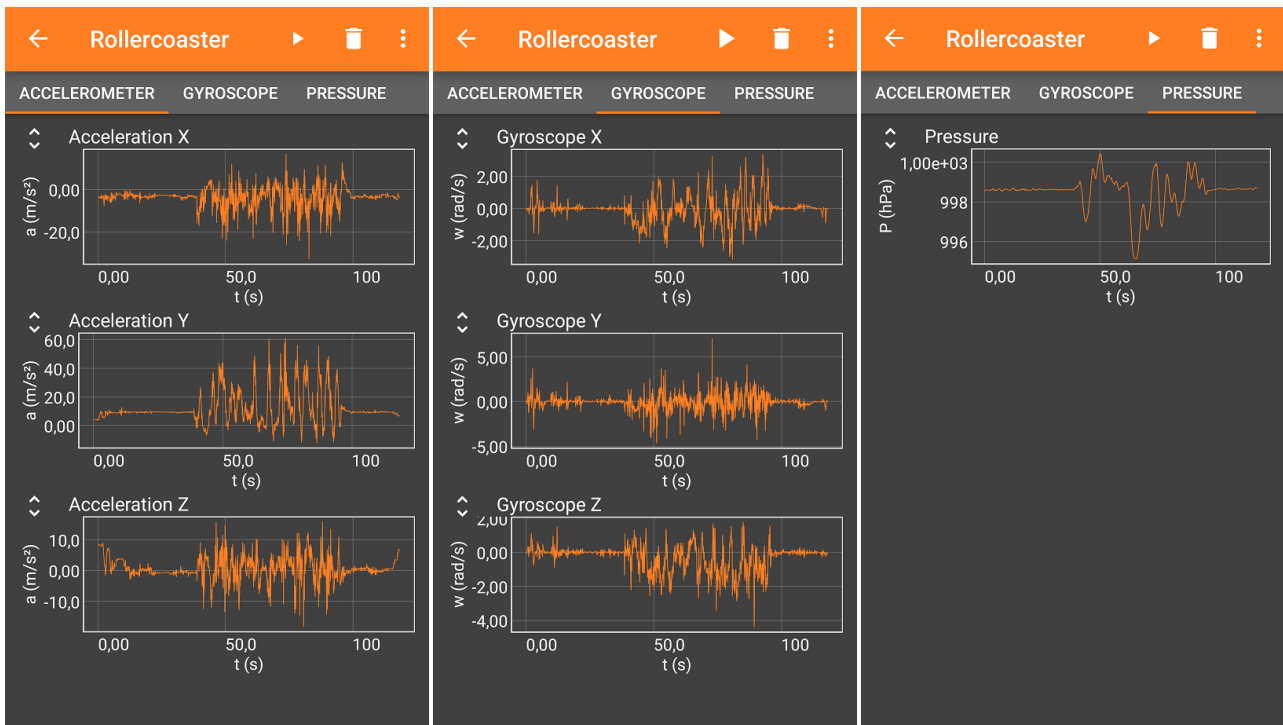 Rollercoaster
ACCELEROMETER GYROSCOPE PRESSURE
Acceleration X
a (m/s²)
0,00
-20,0
0,00 50,0 100
t (s)
Acceleration Y
a (m/s²)
60,0
40,0
20,0
0,00
0,00 50,0 100
t (s)
Acceleration Z
a (m/s²)
10,0
0,00
-10,0
0,00 50,0 100
t (s)
Rollercoaster
ACCELEROMETER GYROSCOPE PRESSURE
Gyroscope X
w (rad/s)
2,00
0,00
-2,00
0,00 50,0 100
t (s)
Gyroscope Y
w (rad/s)
5,00
0,00
-5,00
0,00 50,0 100
t (s)
Gyroscope Z
w (rad/s)
2,00
0,00
-2,00
-4,00
0,00 50,0 100
t (s)
Rollercoaster
ACCELEROMETER GYROSCOPE PRESSURE
Pressure
P (hPa)
1,00e+03
998
996
0,00 50,0 100
t (s)